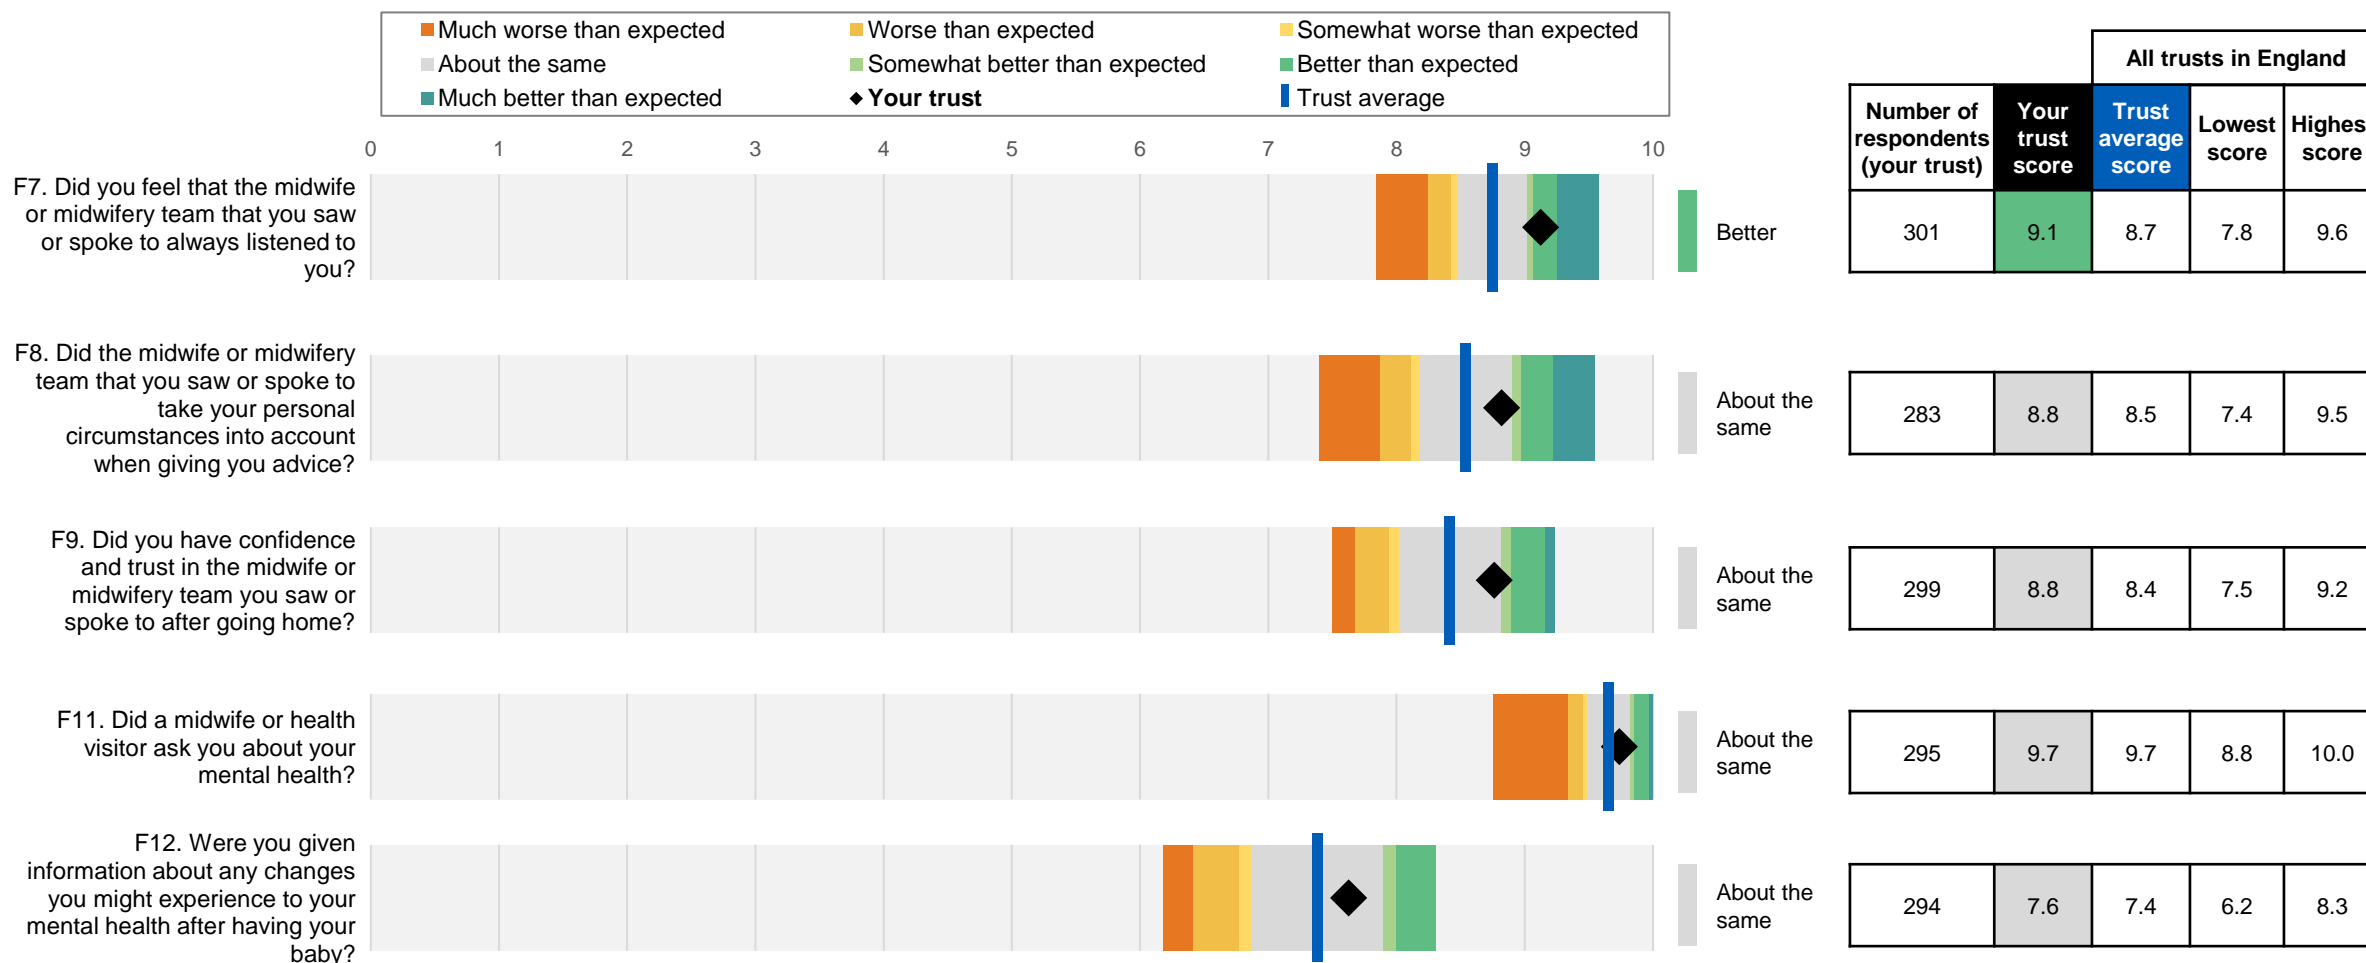 Much worse than expected
Worse than expected
Somewhat worse than expected
About the same
Somewhat better than expected
Better than expected
Much better than expected
Your trust
Trust average
All trusts in England
Number of
respondents
(your trust)
Your
trust
score
Trust
average
score
Lowest
score
Highes
score
0 1 2 3 4 5 6 7 8 9 10
F7. Did you feel that the midwife
or midwifery team that you saw
or spoke to always listened to
you?
Better
301 9.1 8.7 7.8 9.6
F8. Did the midwife or midwifery
team that you saw or spoke to
take your personal
circumstances into account
when giving you advice?
About the
same
283 8.8 8.5 7.4 9.5
F9. Did you have confidence
and trust in the midwife or
midwifery team you saw or
spoke to after going home?
About the
same
299 8.8 8.4 7.5 9.2
F11. Did a midwife or health
visitor ask you about your
mental health?
About the
same
295 9.7 9.7 8.8 10.0
F12. Were you given
information about any changes
you might experience to your
mental health after having your
baby?
About the
same
294 7.6 7.4 6.2 8.3